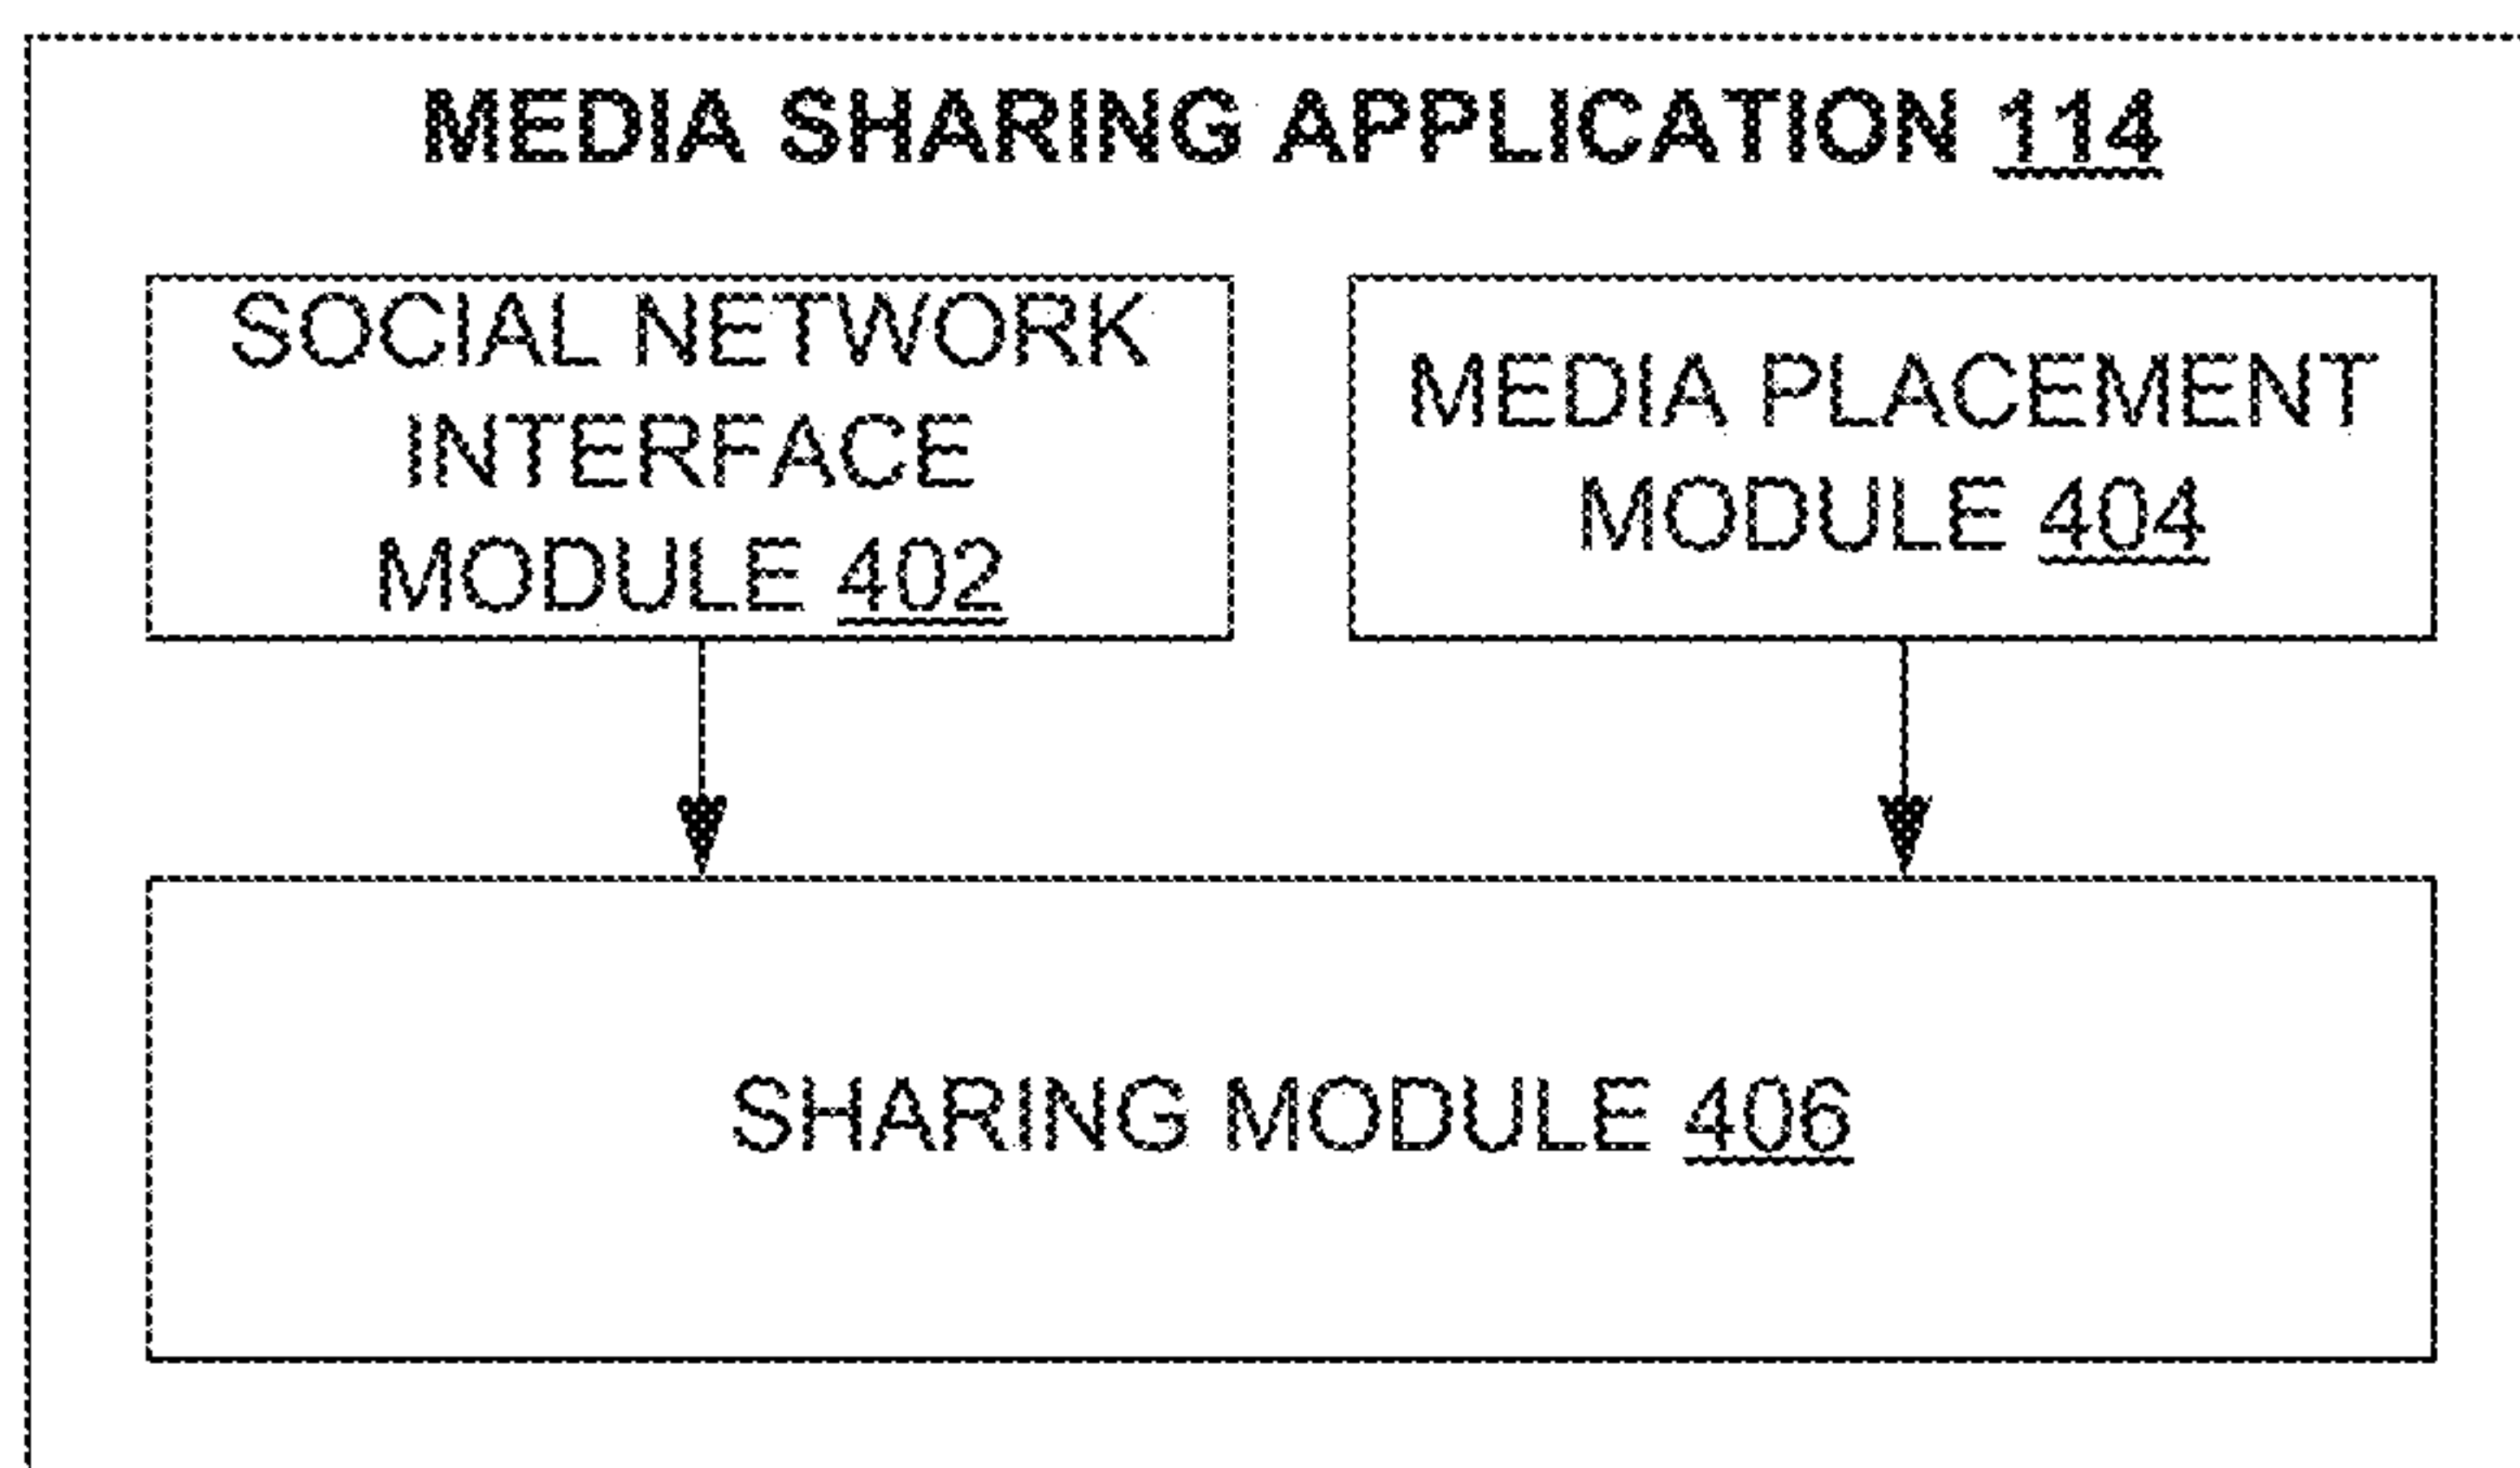 MEDIA SHARING APPLICATION 114
SOCIAL NETWORK
INTERFACE
MODULE 402
MEDIA PLACEMENT
MODULE 404
SHARING MODULE 406